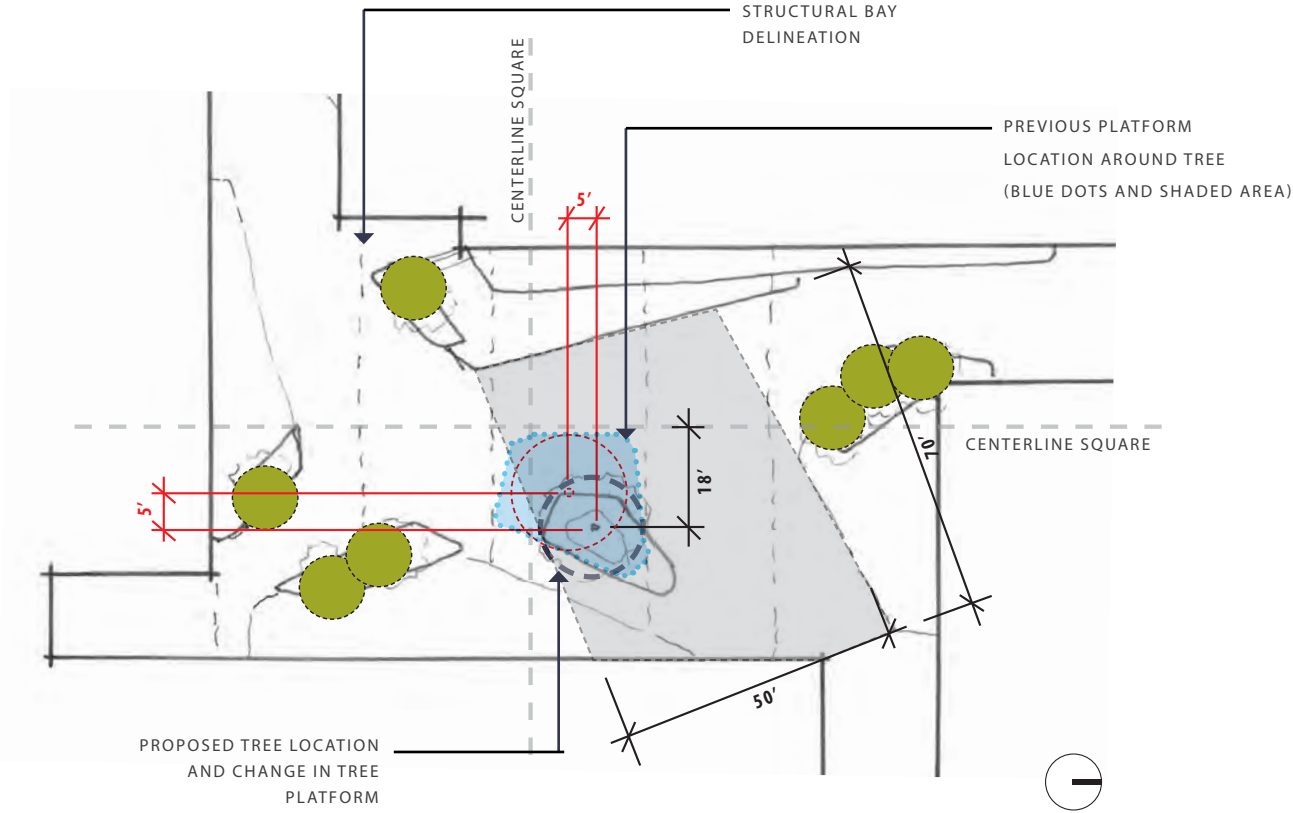 STRUCTURAL BAY
DELINEATION
CENTERLINE SQUARE
PREVIOUS PLATFORM
LOCATION AROUND TREE
(BLUE DOTS AND SHADED AREA)
5'
CENTERLINE SQUARE
70'
18'
5'
50'
PROPOSED TREE LOCATION
AND CHANGE IN TREE
PLATFORM